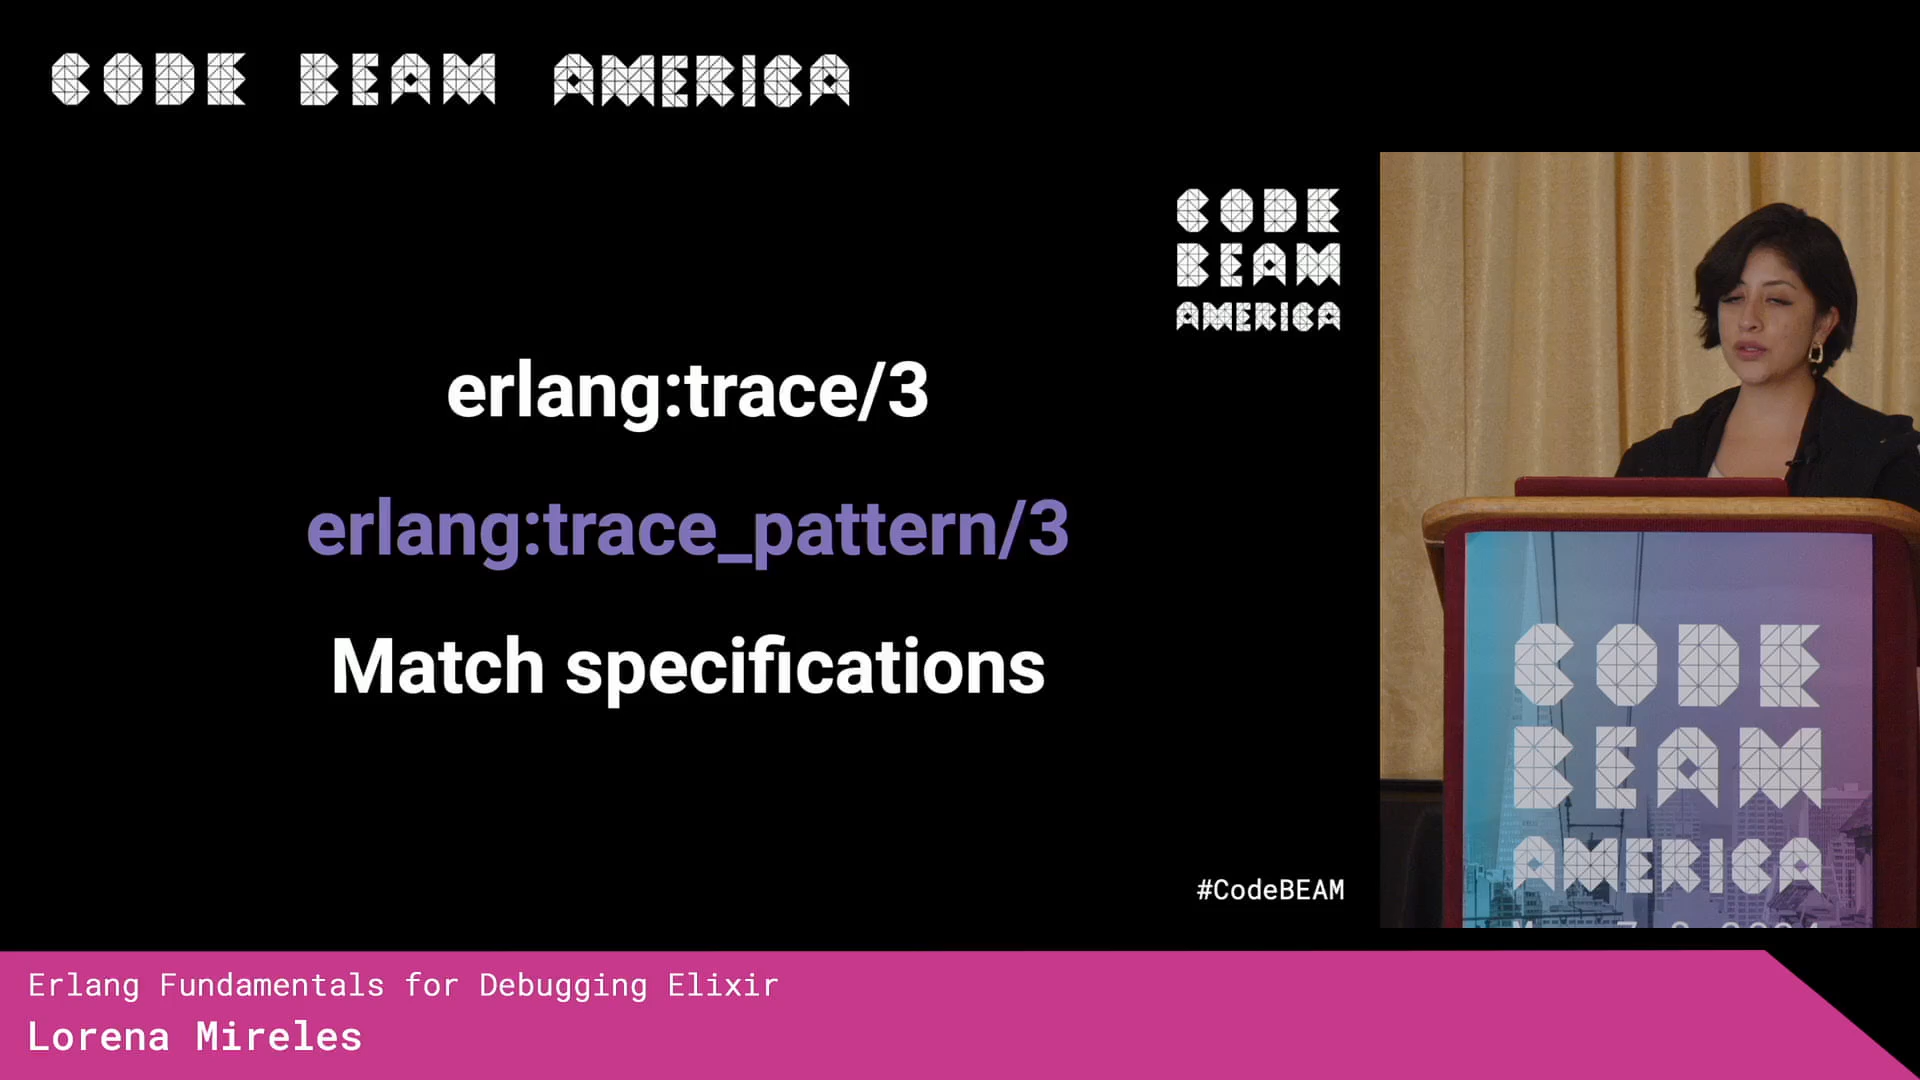 CODE BEAM AMERICA
CODE
BEAM
AMERICA
erlang:trace/3
erlang:trace_pattern/3
Match specifications
#CodeBEAM
CODE
BEAM
AMERICA
Erlang Fundamentals for Debugging Elixir
Lorena Mireles